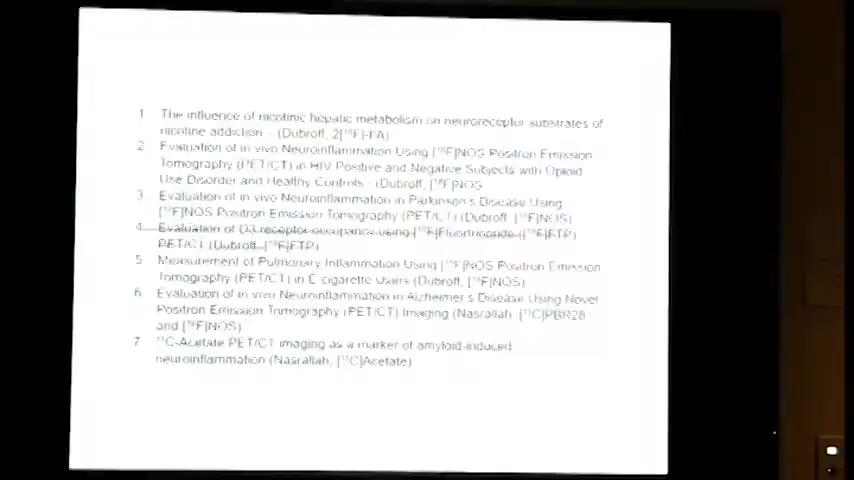 1 The influence of nicotinic hepatic metabolism on neuroreceptor substrates of
nicotine addiction – (Dubroff, 2[¹⁸F]-FA)
2 Evaluation of in vivo Neuroinflammation Using [¹⁸F]NOS Positron Emission
Tomography (PET/CT) in HIV Positive and Negative Subjects with Opioid
Use Disorder and Healthy Controls - (Dubroff, [¹⁸F]NOS
3 Evaluation of in vivo Neuroinflammation in Parkinson's Disease Using
[¹⁸F]NOS Positron Emission Tomography (PET/CT) (Dubroff, [¹⁸F]NOS)
4 Evaluation of D3 receptor occupancy using [¹⁸F]Fluortriopride ([¹⁸F]FTP)
PET/CT (Dubroff, [¹⁸F]FTP)
5 Measurement of Pulmonary Inflammation Using [¹⁸F]NOS Positron Emission
Tomography (PET/CT) in E-cigarette Users (Dubroff, [¹⁸F]NOS)
6 Evaluation of in vivo Neuroinflammation in Alzheimer's Disease Using Novel
Positron Emission Tomography (PET/CT) Imaging (Nasrallah, [¹¹C]PBR28
and [¹⁸F]NOS)
7 ¹¹C-Acetate PET/CT imaging as a marker of amyloid-induced
neuroinflammation (Nasrallah, [¹¹C]Acetate)